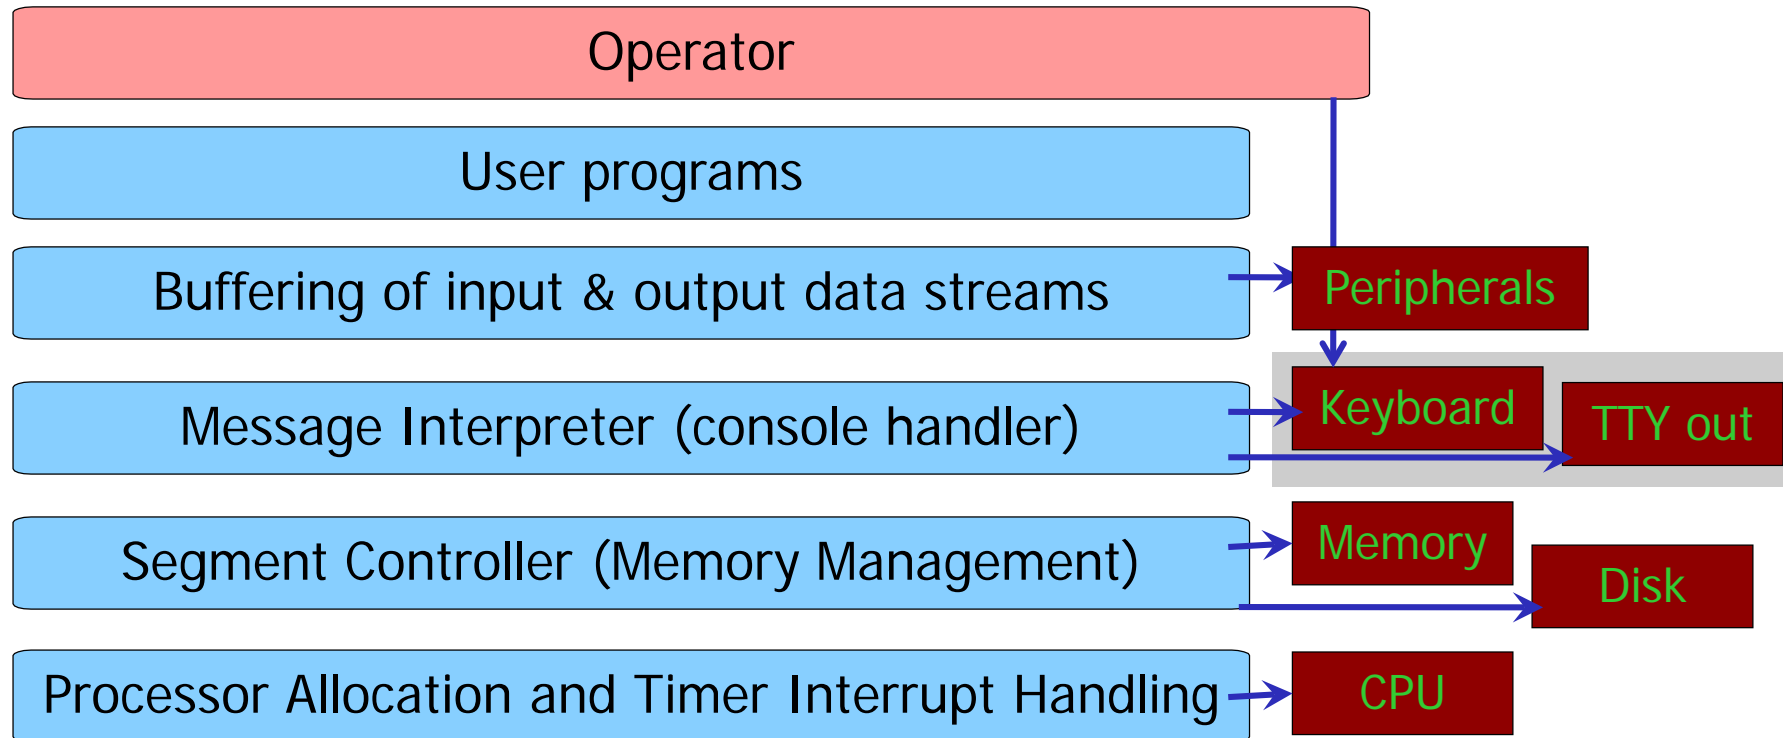 Operator
User programs
Buffering of input & output data streams
Peripherals
Message Interpreter (console handler)
Keyboard
TTY out
Segment Controller (Memory Management)
Memory
Disk
Processor Allocation and Timer Interrupt Handling
CPU